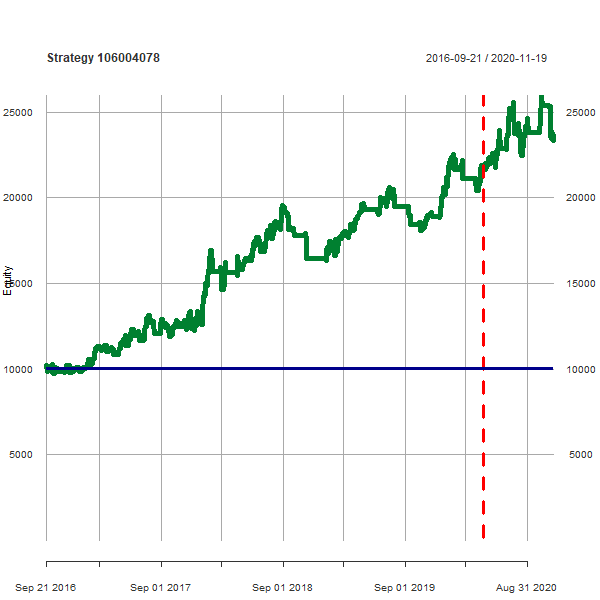 Strategy 106004078
2016-09-21 / 2020-11-19
25000 25000
20000 20000
15000 15000
10000 10000
5000 5000
Equity
Sep 21 2016 Sep 01 2017 Sep 01 2018 Sep 01 2019 Aug 31 2020